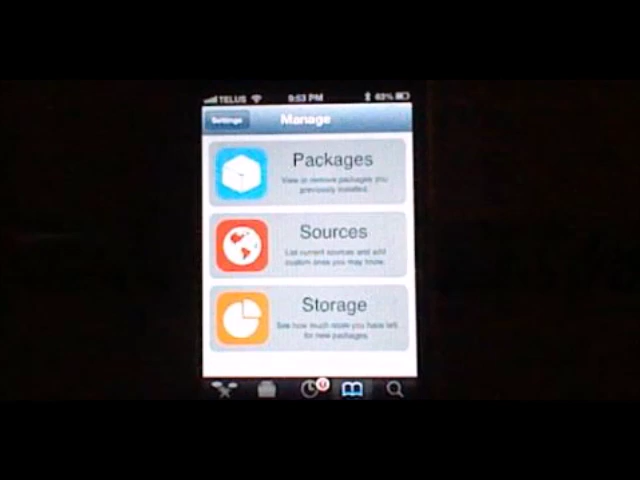 TELUS 9:53 PM 43%
Settings Manage
Packages
View or remove packages you
previously installed.
Sources
List current sources and add
custom ones you may know.
Storage
See how much room you have left
for new packages.